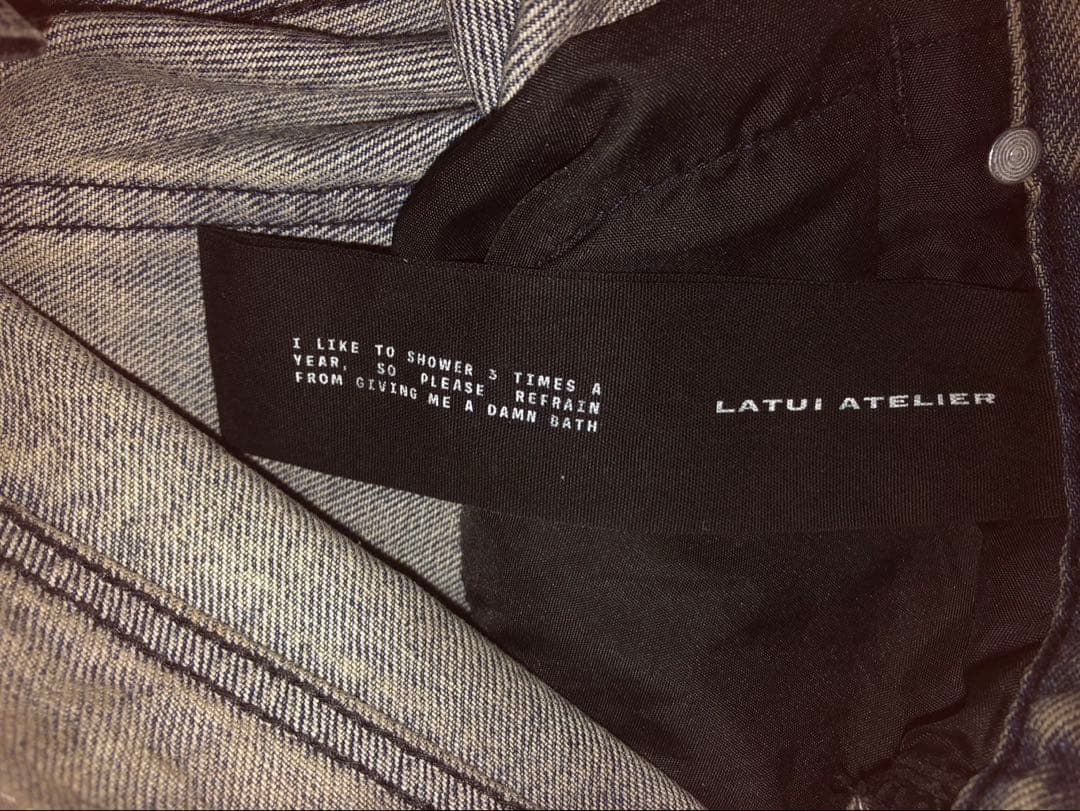 I LIKE TO SHOWER 3 TIMES A
YEAR, SO PLEASE REFRAIN
FROM GIVING ME A DAMN BATH
LATUI ATELIER